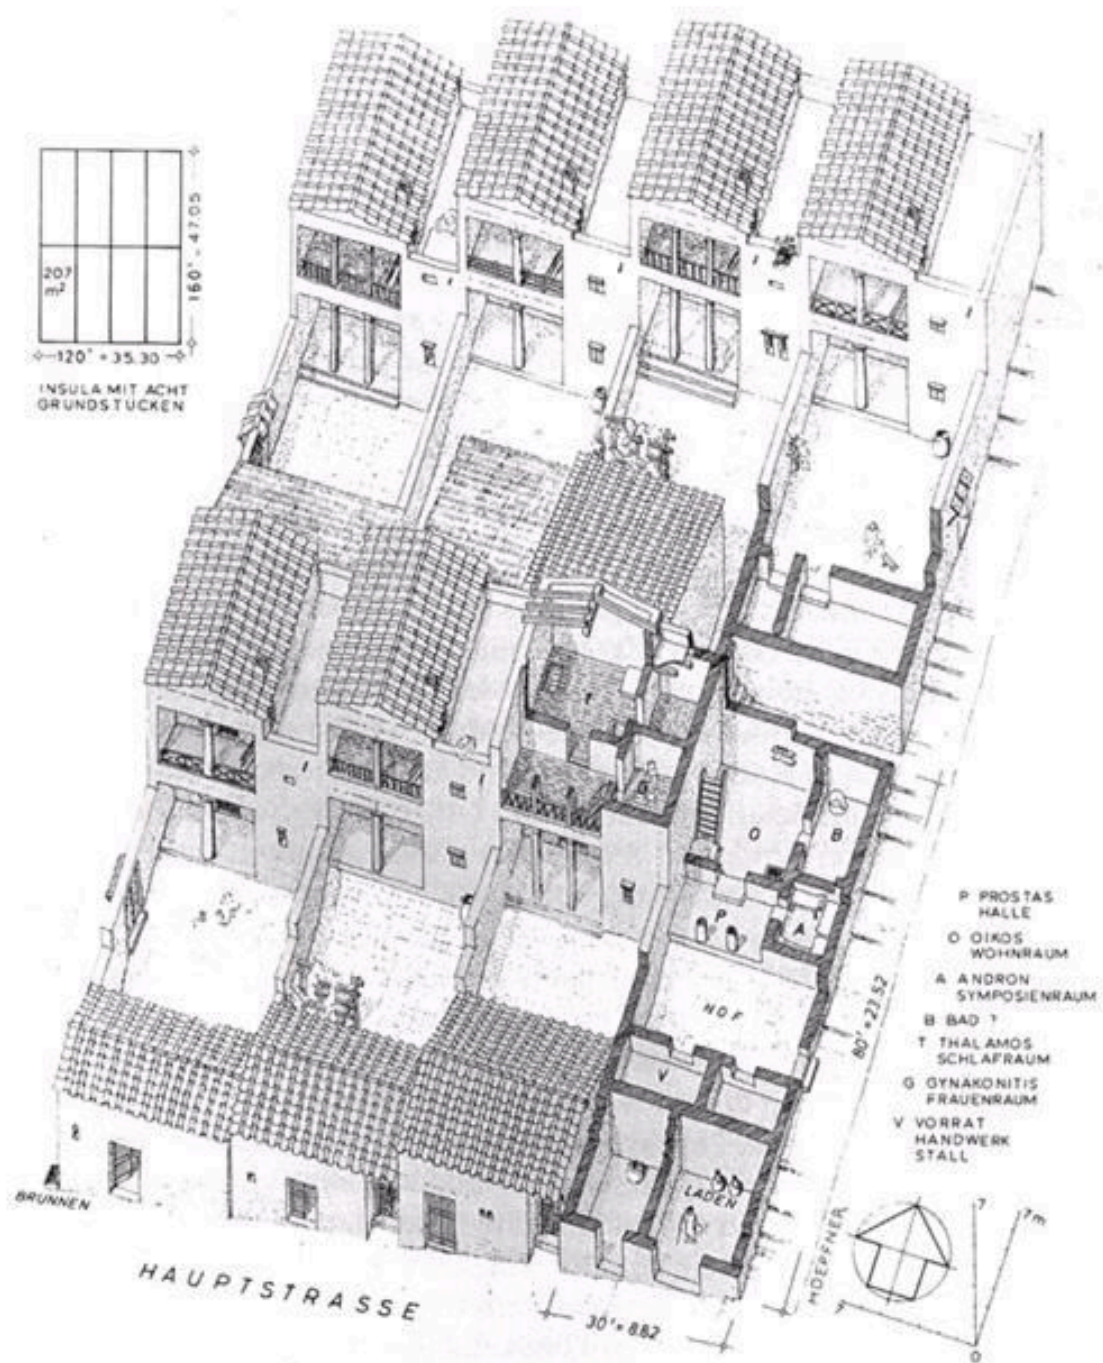 207
m²
160' - 47.05
120' = 35.30
INSULA MIT ACHT
GRUNDSTÜCKEN
T
G
O
B
P
A
HOF
V
LADEN
P PROSTAS
HALLE
O OIKOS
WOHNRAUM
A ANDRON
SYMPOSIENRAUM
B BAD ?
T THALAMOS
SCHLAFRAUM
G GYNAKONITIS
FRAUENRAUM
V VORRAT
HANDWERK
STALL
80' = 23.52
BRUNNEN
HAUPTSTRASSE
30' = 8.82
HOEPFNER
7
7m
7
0